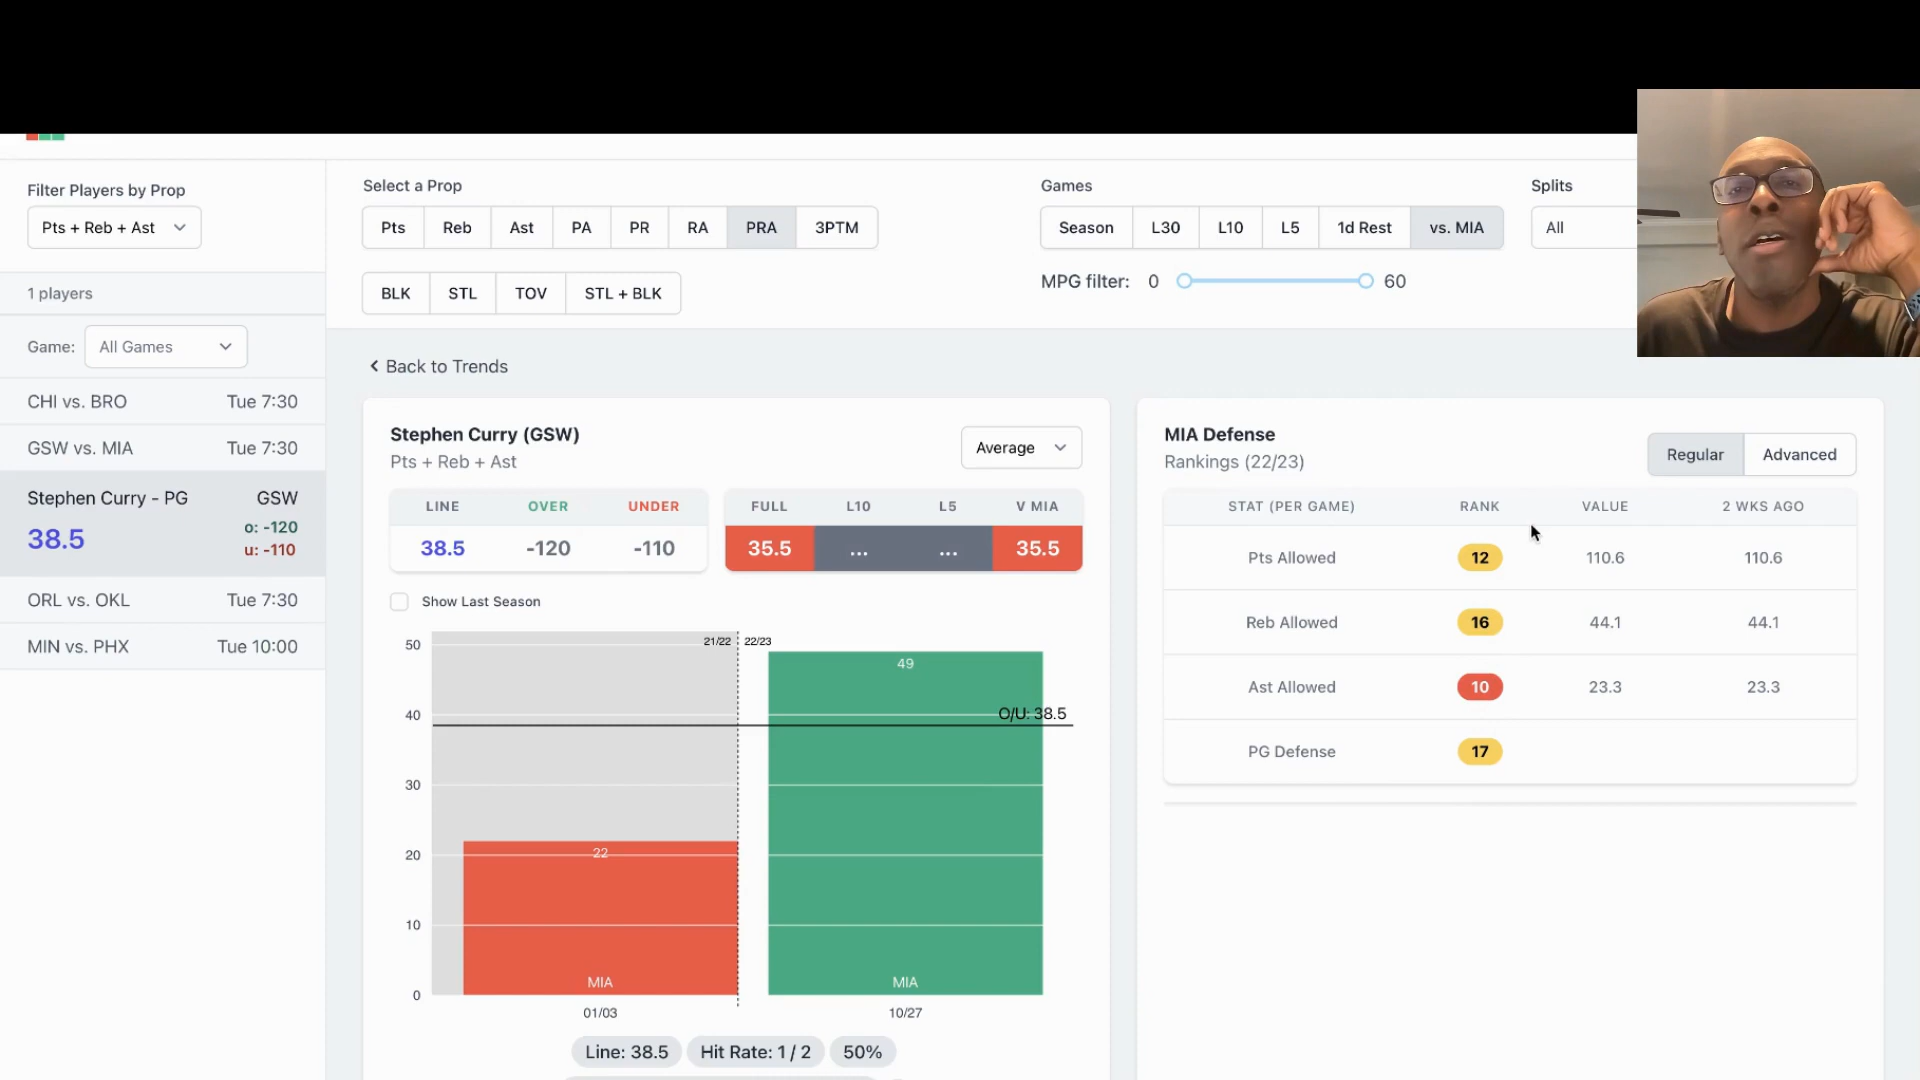 Filter Players by Prop
Pts + Reb + Ast
1 players
Game: All Games
CHI vs. BRO Tue 7:30
GSW vs. MIA Tue 7:30
Stephen Curry - PG GSW
38.5 o: -120
u: -110
ORL vs. OKL Tue 7:30
MIN vs. PHX Tue 10:00
Select a Prop
Pts Reb Ast PA PR RA PRA 3PTM
BLK STL TOV STL + BLK
Games
Season L30 L10 L5 1d Rest vs. MIA
MPG filter: 0 60
Splits
All
Back to Trends
Stephen Curry (GSW)
Pts + Reb + Ast
Average
LINE OVER UNDER
38.5 -120 -110
FULL L10 L5 V MIA
35.5 ... ... 35.5
Show Last Season
21/22 22/23
50
40
30
20
10
0
49
O/U: 38.5
22
MIA MIA
01/03 10/27
Line: 38.5 Hit Rate: 1 / 2 50%
MIA Defense
Rankings (22/23)
Regular Advanced
STAT (PER GAME) RANK VALUE 2 WKS AGO
Pts Allowed 12 110.6 110.6
Reb Allowed 16 44.1 44.1
Ast Allowed 10 23.3 23.3
PG Defense 17